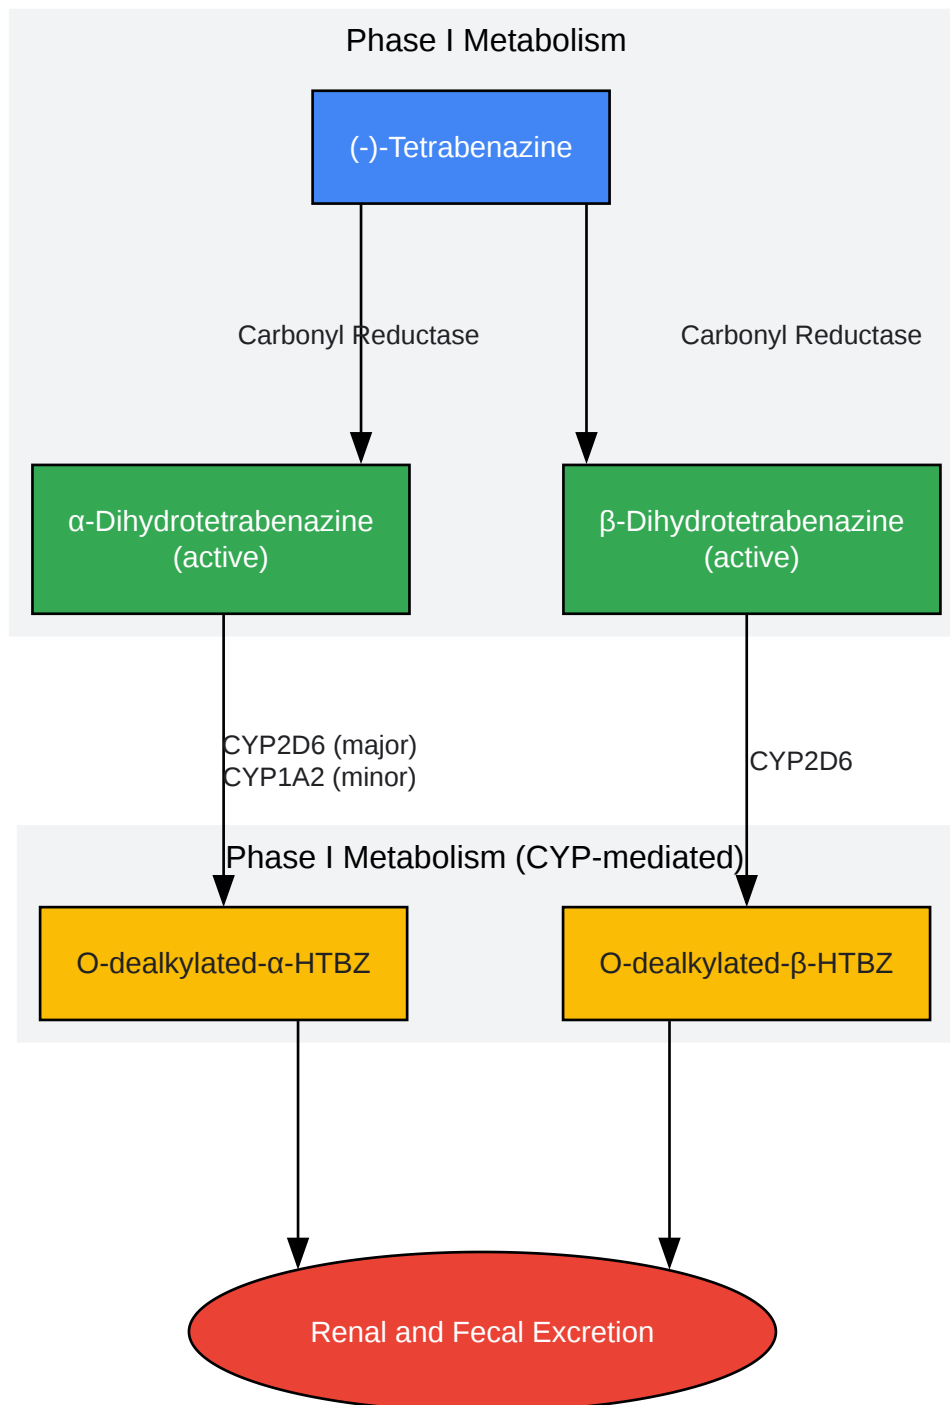 Phase I Metabolism
(-)-Tetrabenazine
Carbonyl Reductase
Carbonyl Reductase
α-Dihydrotetrabenazine
(active)
β-Dihydrotetrabenazine
(active)
CYP2D6 (major)
CYP1A2 (minor)
CYP2D6
Phase I Metabolism (CYP-mediated)
O-dealkylated-α-HTBZ
O-dealkylated-β-HTBZ
Renal and Fecal Excretion